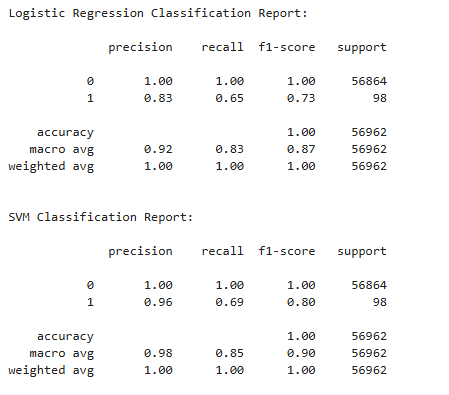 Logistic Regression Classification Report:
precision recall f1-score support
0 1.00 1.00 1.00 56864
1 0.83 0.65 0.73 98
accuracy 1.00 56962
macro avg 0.92 0.83 0.87 56962
weighted avg 1.00 1.00 1.00 56962
SVM Classification Report:
precision recall f1-score support
0 1.00 1.00 1.00 56864
1 0.96 0.69 0.80 98
accuracy 1.00 56962
macro avg 0.98 0.85 0.90 56962
weighted avg 1.00 1.00 1.00 56962